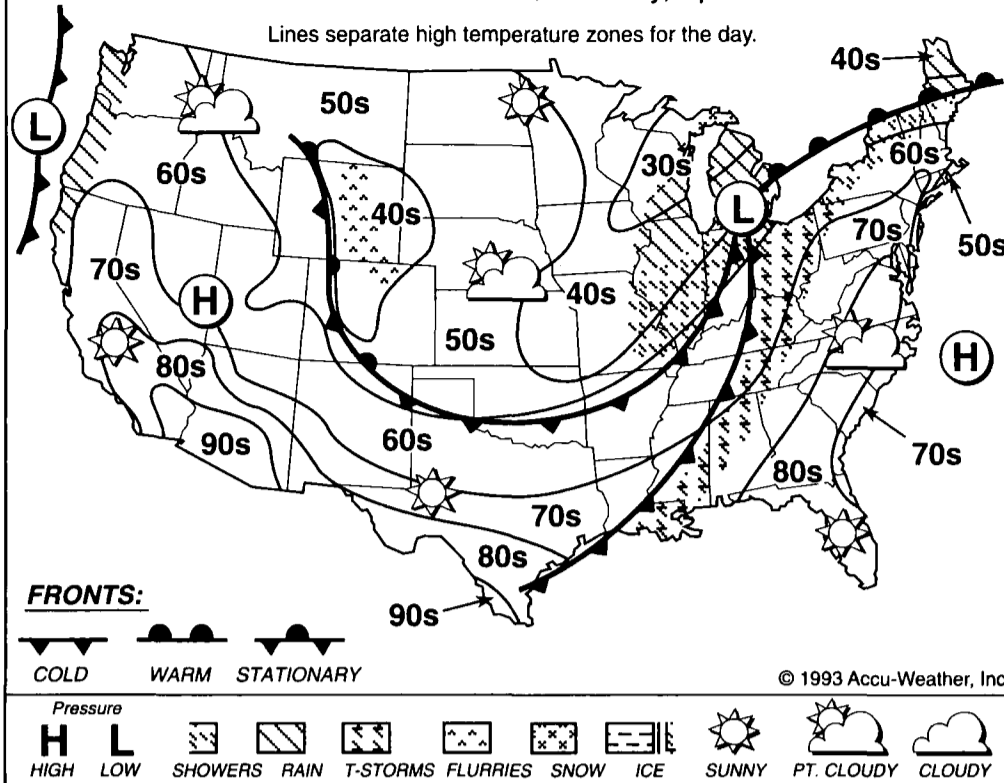 Lines separate high temperature zones for the day.
40s
L
50s
60s
30s
60s
40s
L
70s
50s
70s
H
40s
50s
H
80s
60s
90s
70s
80s
70s
80s
90s
FRONTS:
COLD WARM STATIONARY
© 1993 Accu-Weather, Inc
Pressure
H L
HIGH LOW SHOWERS RAIN T-STORMS FLURRIES SNOW ICE SUNNY PT. CLOUDY CLOUDY